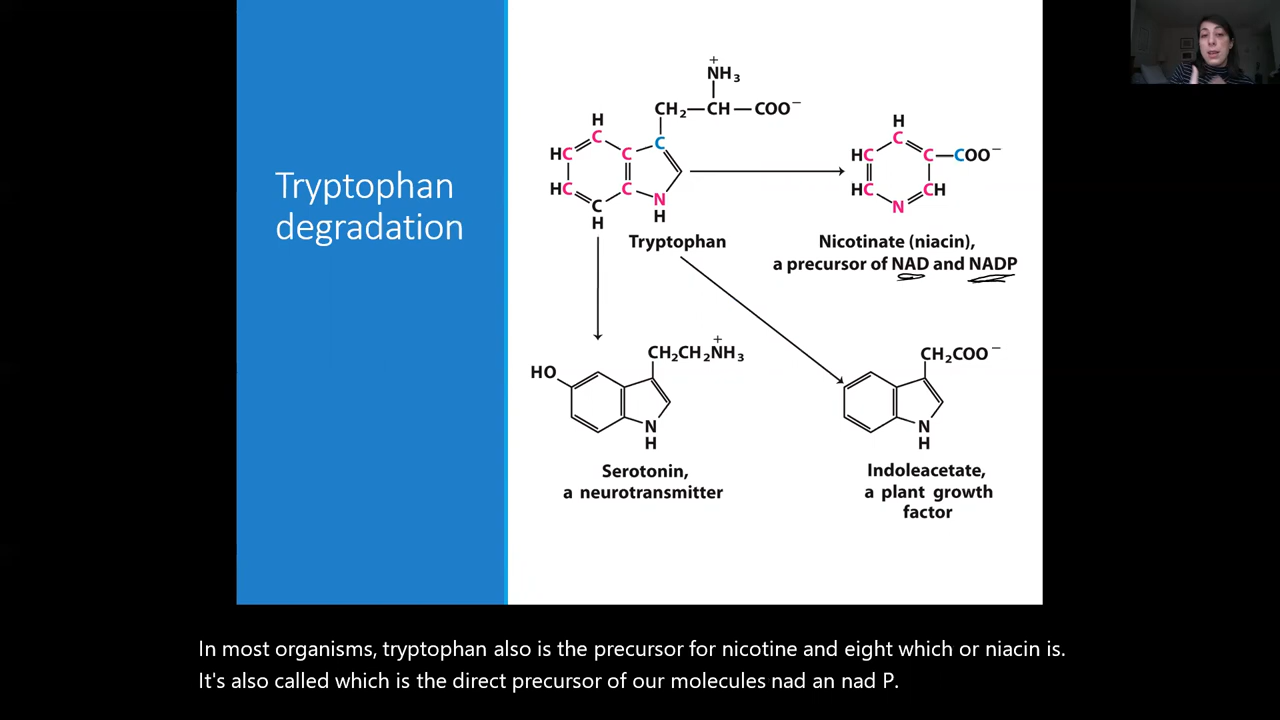 Tryptophan
degradation
+
NH3
CH2—CH—COO−
H
C
HC
C
C
HC
C
C
N
H
C
H
Tryptophan
H
C
HC
C—COO−
HC
CH
N
Nicotinate (niacin),
a precursor of NAD and NADP
+
CH2CH2NH3
HO
N
H
Serotonin,
a neurotransmitter
CH2COO−
N
H
Indoleacetate,
a plant growth
factor
In most organisms, tryptophan also is the precursor for nicotine and eight which or niacin is.
It's also called which is the direct precursor of our molecules nad an nad P.